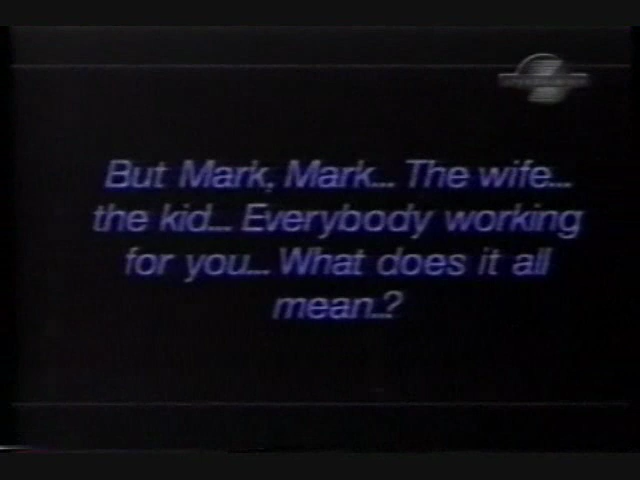 But Mark, Mark... The wife...
the kid... Everybody working
for you... What does it all
mean..?